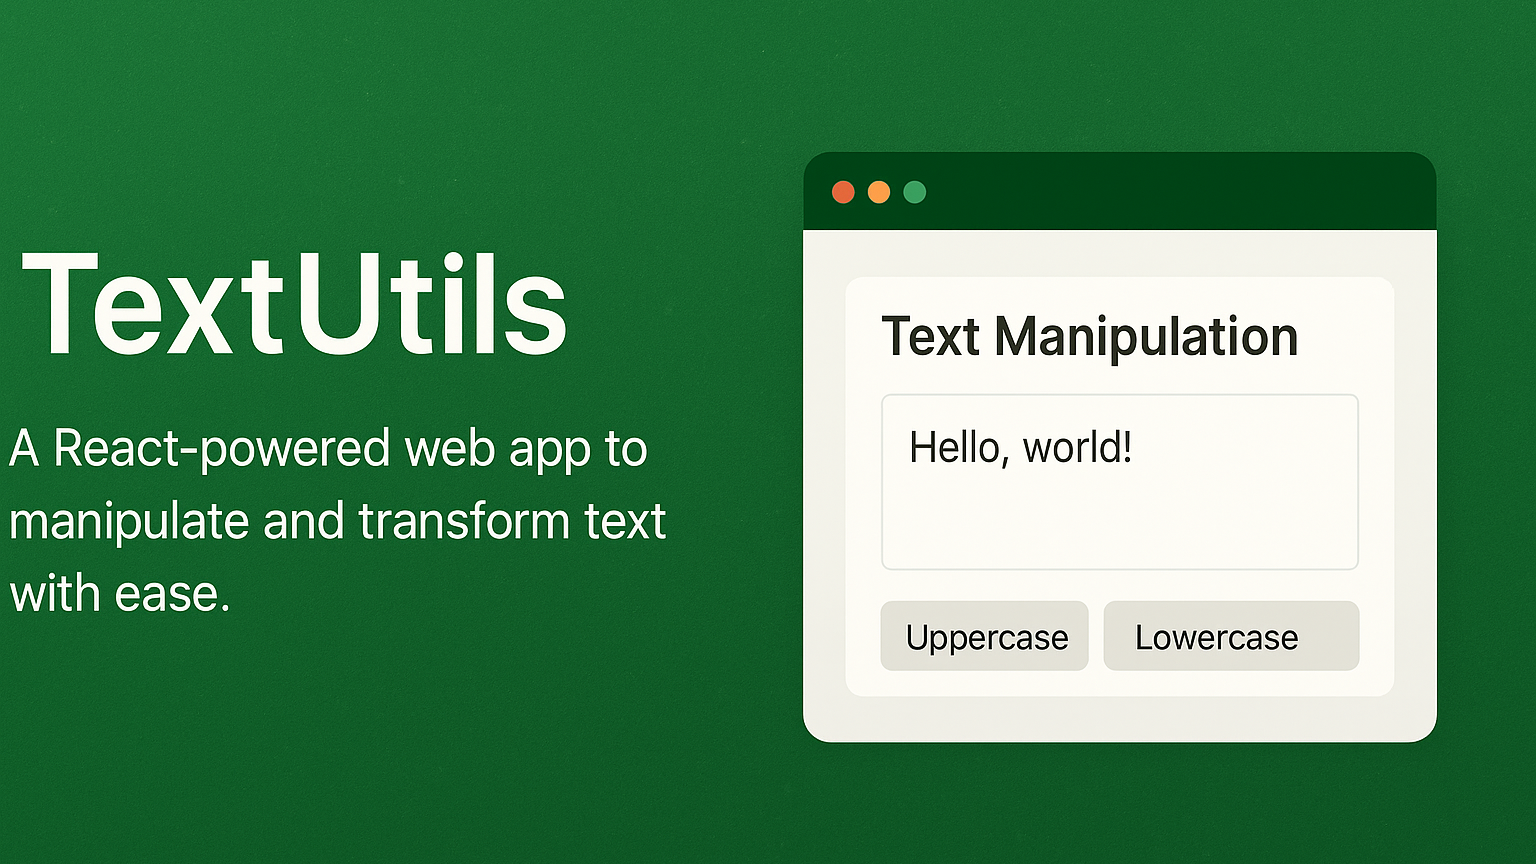 TextUtils
A React-powered web app to
manipulate and transform text
with ease.
Text Manipulation
Hello, world!
Uppercase
Lowercase